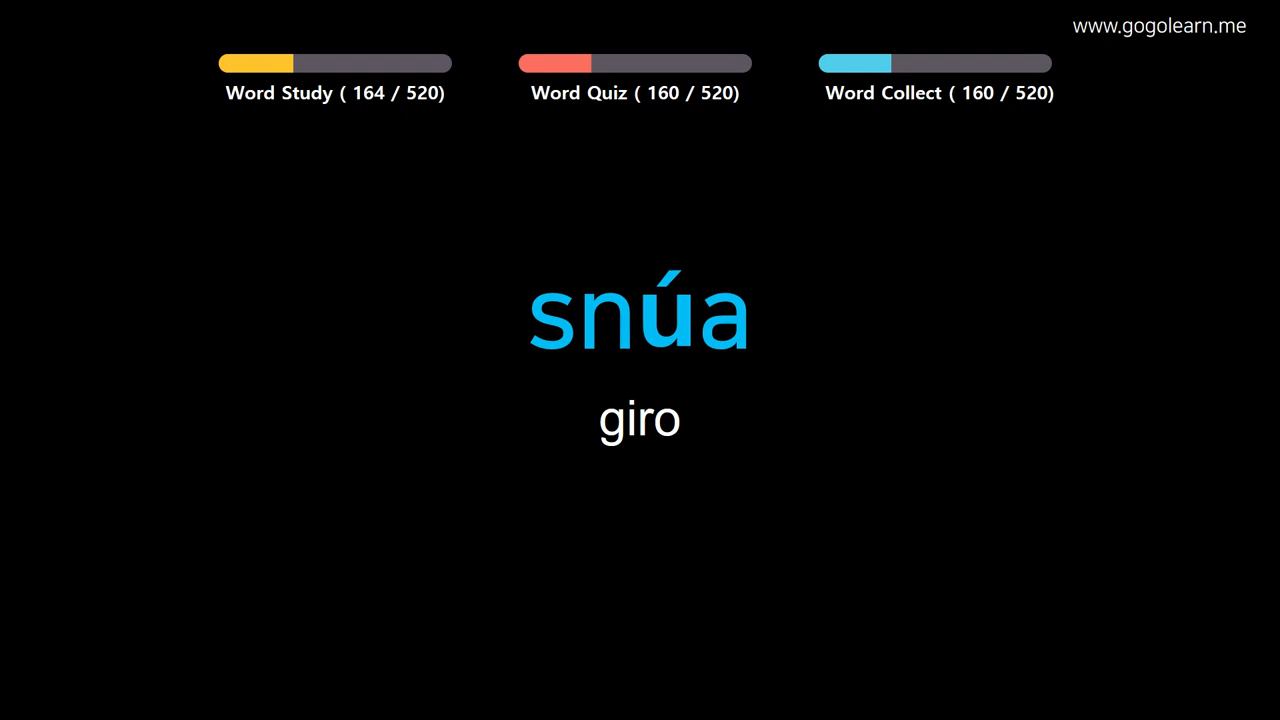 www.gogolearn.me
Word Study ( 164 / 520)
Word Quiz ( 160 / 520)
Word Collect ( 160 / 520)
snúa
giro